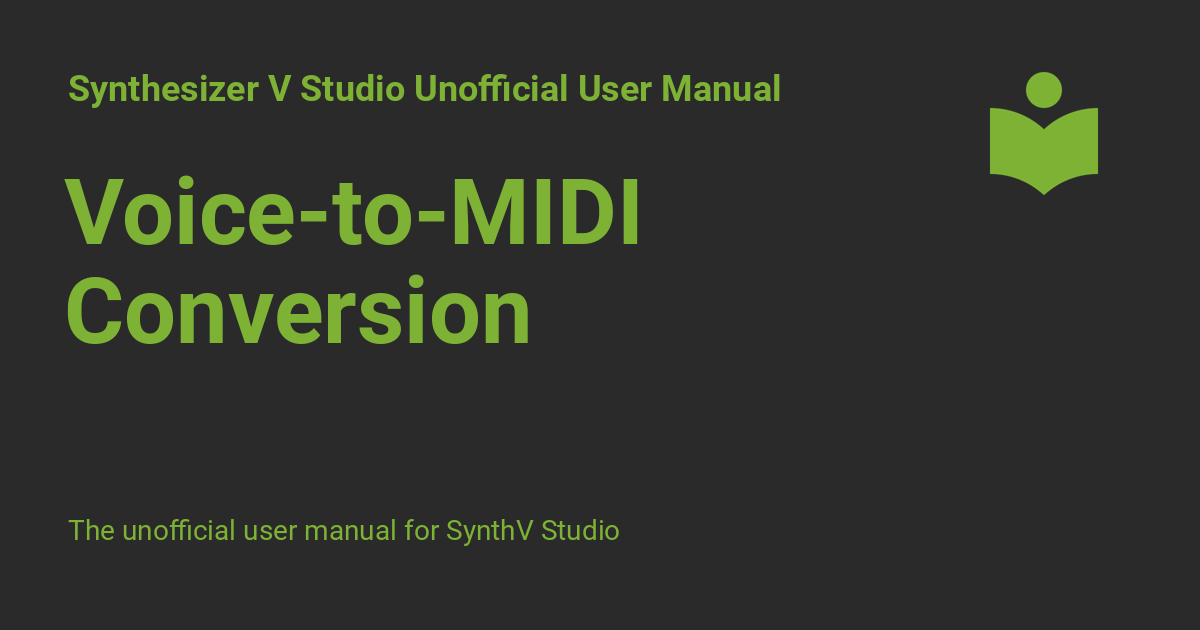 Synthesizer V Studio Unofficial User Manual
Voice-to-MIDI
Conversion
The unofficial user manual for SynthV Studio